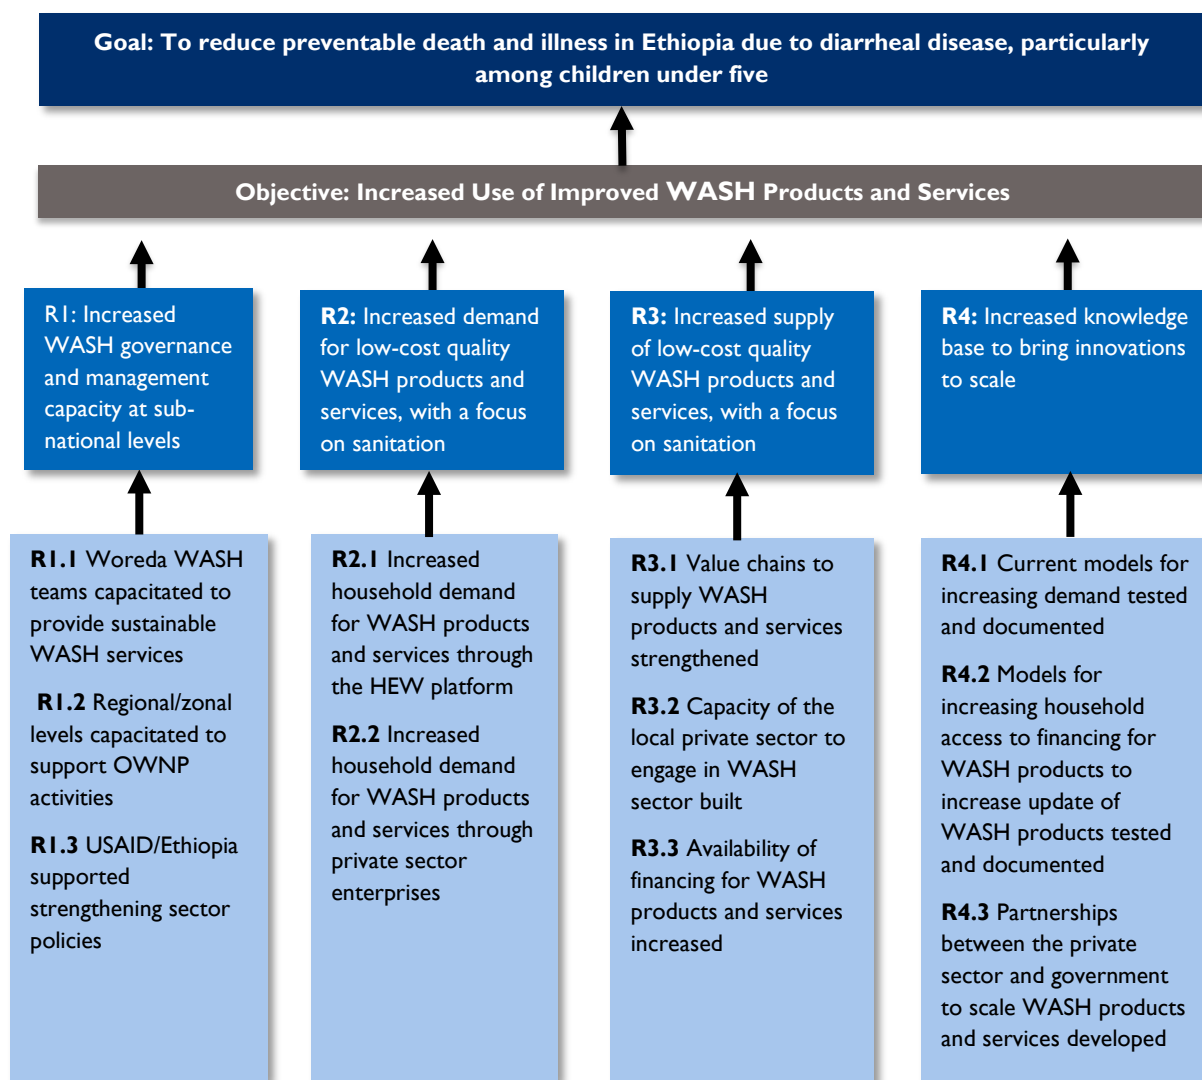 Goal: To reduce preventable death and illness in Ethiopia due to diarrheal disease, particularly
among children under five
Objective: Increased Use of Improved WASH Products and Services
R1: Increased
WASH governance
and management
capacity at sub-
national levels
R2: Increased demand
for low-cost quality
WASH products and
services, with a focus
on sanitation
R3: Increased supply
of low-cost quality
WASH products and
services, with a focus
on sanitation
R4: Increased knowledge
base to bring innovations
to scale
R1.1 Woreda WASH
teams capacitated to
provide sustainable
WASH services
R1.2 Regional/zonal
levels capacitated to
support OWNP
activities
R1.3 USAID/Ethiopia
supported
strengthening sector
policies
R2.1 Increased
household demand
for WASH products
and services through
the HEW platform
R2.2 Increased
household demand
for WASH products
and services through
private sector
enterprises
R3.1 Value chains to
supply WASH
products and services
strengthened
R3.2 Capacity of the
local private sector to
engage in WASH
sector built
R3.3 Availability of
financing for WASH
products and services
increased
R4.1 Current models for
increasing demand tested
and documented
R4.2 Models for
increasing household
access to financing for
WASH products to
increase update of
WASH products tested
and documented
R4.3 Partnerships
between the private
sector and government
to scale WASH products
and services developed